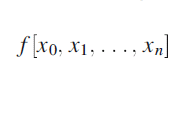 f[x₀, x₁, . . . , xₙ]